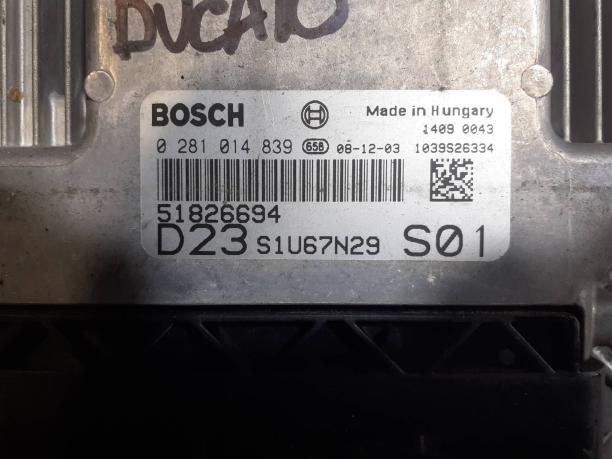 DUCATO
BOSCH Made in Hungary
1409 0043
0 281 014 839 658 08-12-03 1039S26334
51826694
D23 S1U67N29 S01